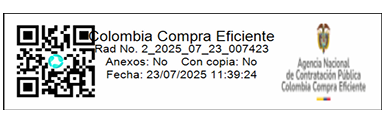 Colombia Compra Eficiente
Rad No. 2_2025_07_23_007423
Anexos: No Con copia: No
Fecha: 23/07/2025 11:39:24
Agencia Nacional
de Contratación Pública
Colombia Compra Eficiente